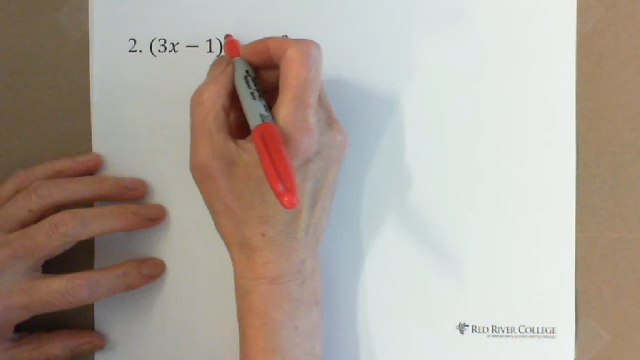 2. (3x − 1)
RED RIVER COLLEGE